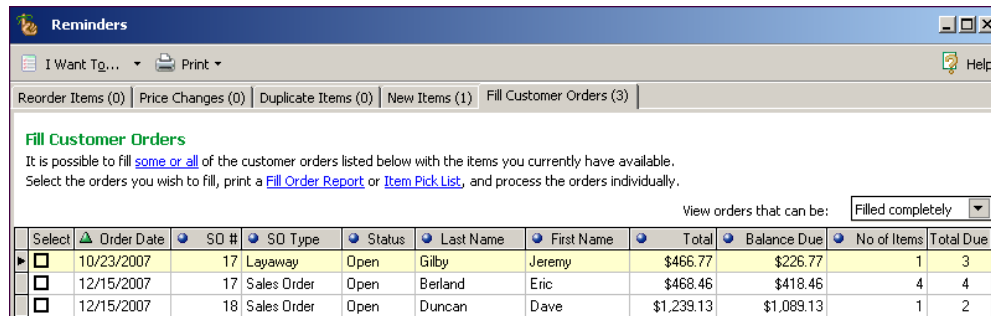 Reminders
I Want To... Print Help
Reorder Items (0) Price Changes (0) Duplicate Items (0) New Items (1) Fill Customer Orders (3)
Fill Customer Orders
It is possible to fill some or all of the customer orders listed below with the items you currently have available.
Select the orders you wish to fill, print a Fill Order Report or Item Pick List, and process the orders individually.
View orders that can be: Filled completely
Select Order Date SO # SO Type Status Last Name First Name Total Balance Due No of Items Total Due
10/23/2007 17 Layaway Open Gilby Jeremy $466.77 $226.77 1 3
12/15/2007 17 Sales Order Open Berland Eric $468.46 $418.46 4 4
12/15/2007 18 Sales Order Open Duncan Dave $1,239.13 $1,089.13 1 2